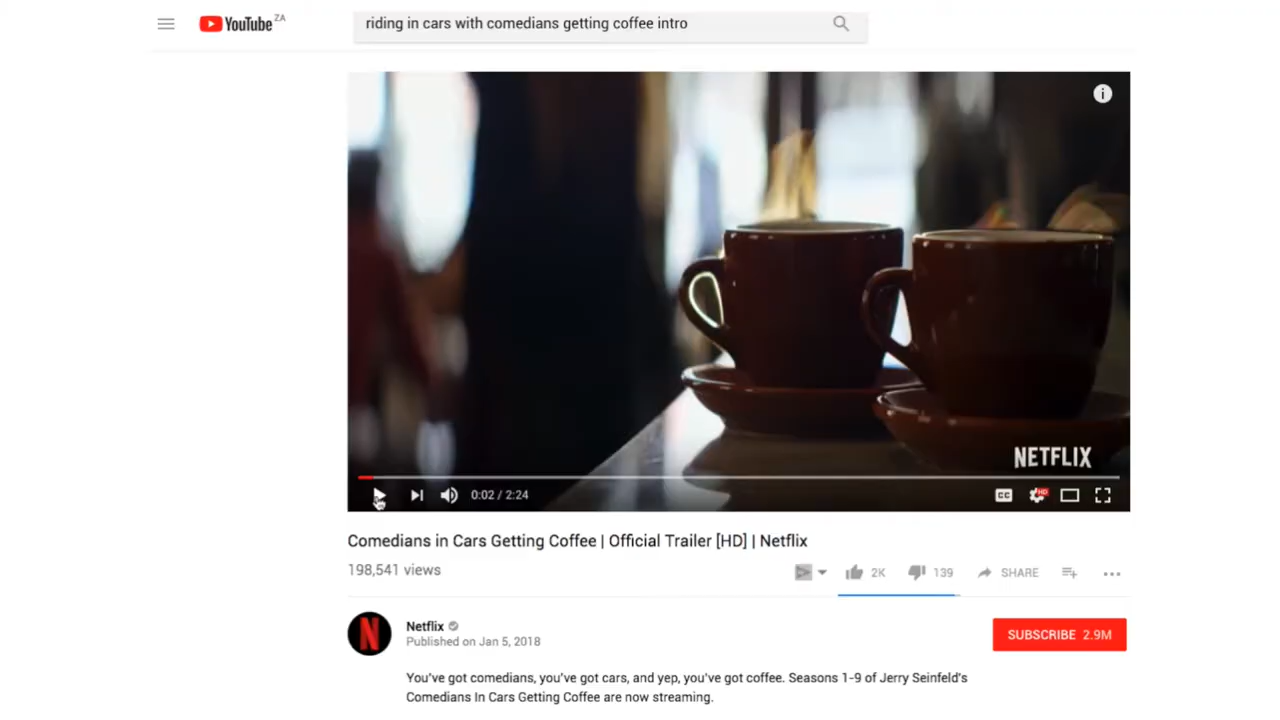 YouTube ZA
riding in cars with comedians getting coffee intro
i
NETFLIX
0:02 / 2:24
CC
HD
Comedians in Cars Getting Coffee | Official Trailer [HD] | Netflix
198,541 views
2K
139
SHARE
N
Netflix
Published on Jan 5, 2018
SUBSCRIBE 2.9M
You've got comedians, you've got cars, and yep, you've got coffee. Seasons 1-9 of Jerry Seinfeld's
Comedians In Cars Getting Coffee are now streaming.